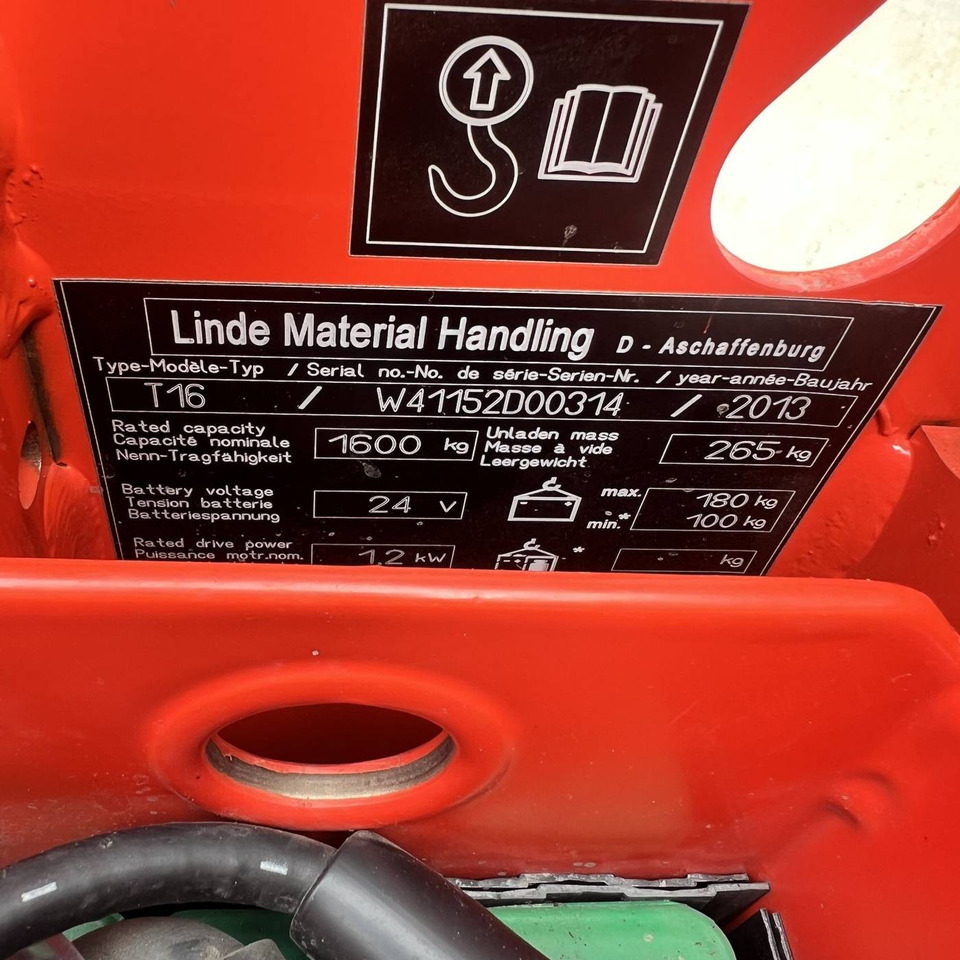 Linde Material Handling D - Aschaffenburg
Type-Modèle-Typ / Serial no.-No. de série-Serien-Nr. / year-année-Baujahr
T16 / W41152D00314 / 2013
Rated capacity
Capacité nominale
Nenn-Tragfähigkeit
1600 kg
Unladen mass
Masse à vide
Leergewicht
265 kg
Battery voltage
Tension batterie
Batteriespannung
24 V
max. 180 kg
min.* 100 kg
Rated drive power
Puissance motr.nom.
1,2 kW
* kg